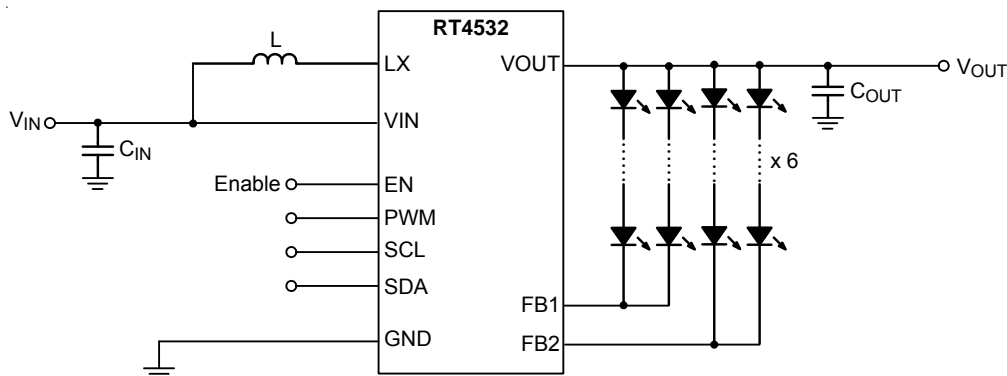 RT4532
L
LX
VOUT
VOUT
VIN
COUT
VIN
CIN
x 6
Enable
EN
PWM
SCL
SDA
FB1
GND
FB2